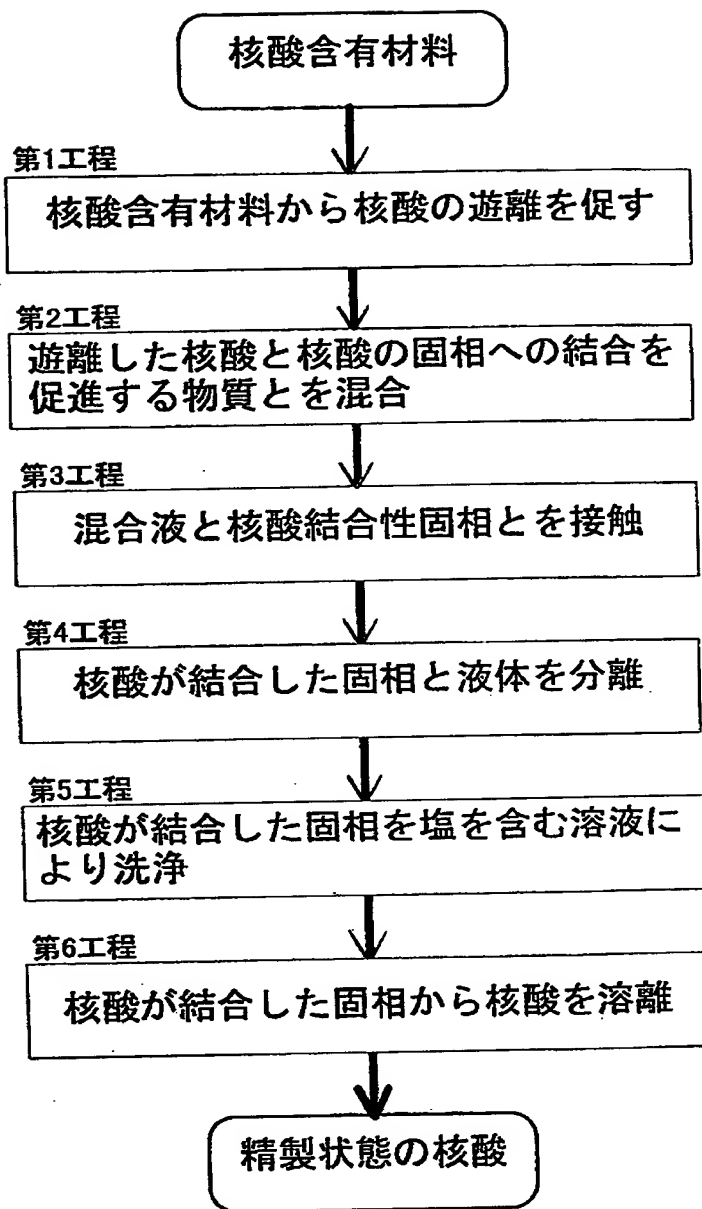 核酸含有材料
第1工程
核酸含有材料から核酸の遊離を促す
第2工程
遊離した核酸と核酸の固相への結合を
促進する物質とを混合
第3工程
混合液と核酸結合性固相とを接触
第4工程
核酸が結合した固相と液体を分離
第5工程
核酸が結合した固相を塩を含む溶液に
より洗浄
第6工程
核酸が結合した固相から核酸を溶離
精製状態の核酸